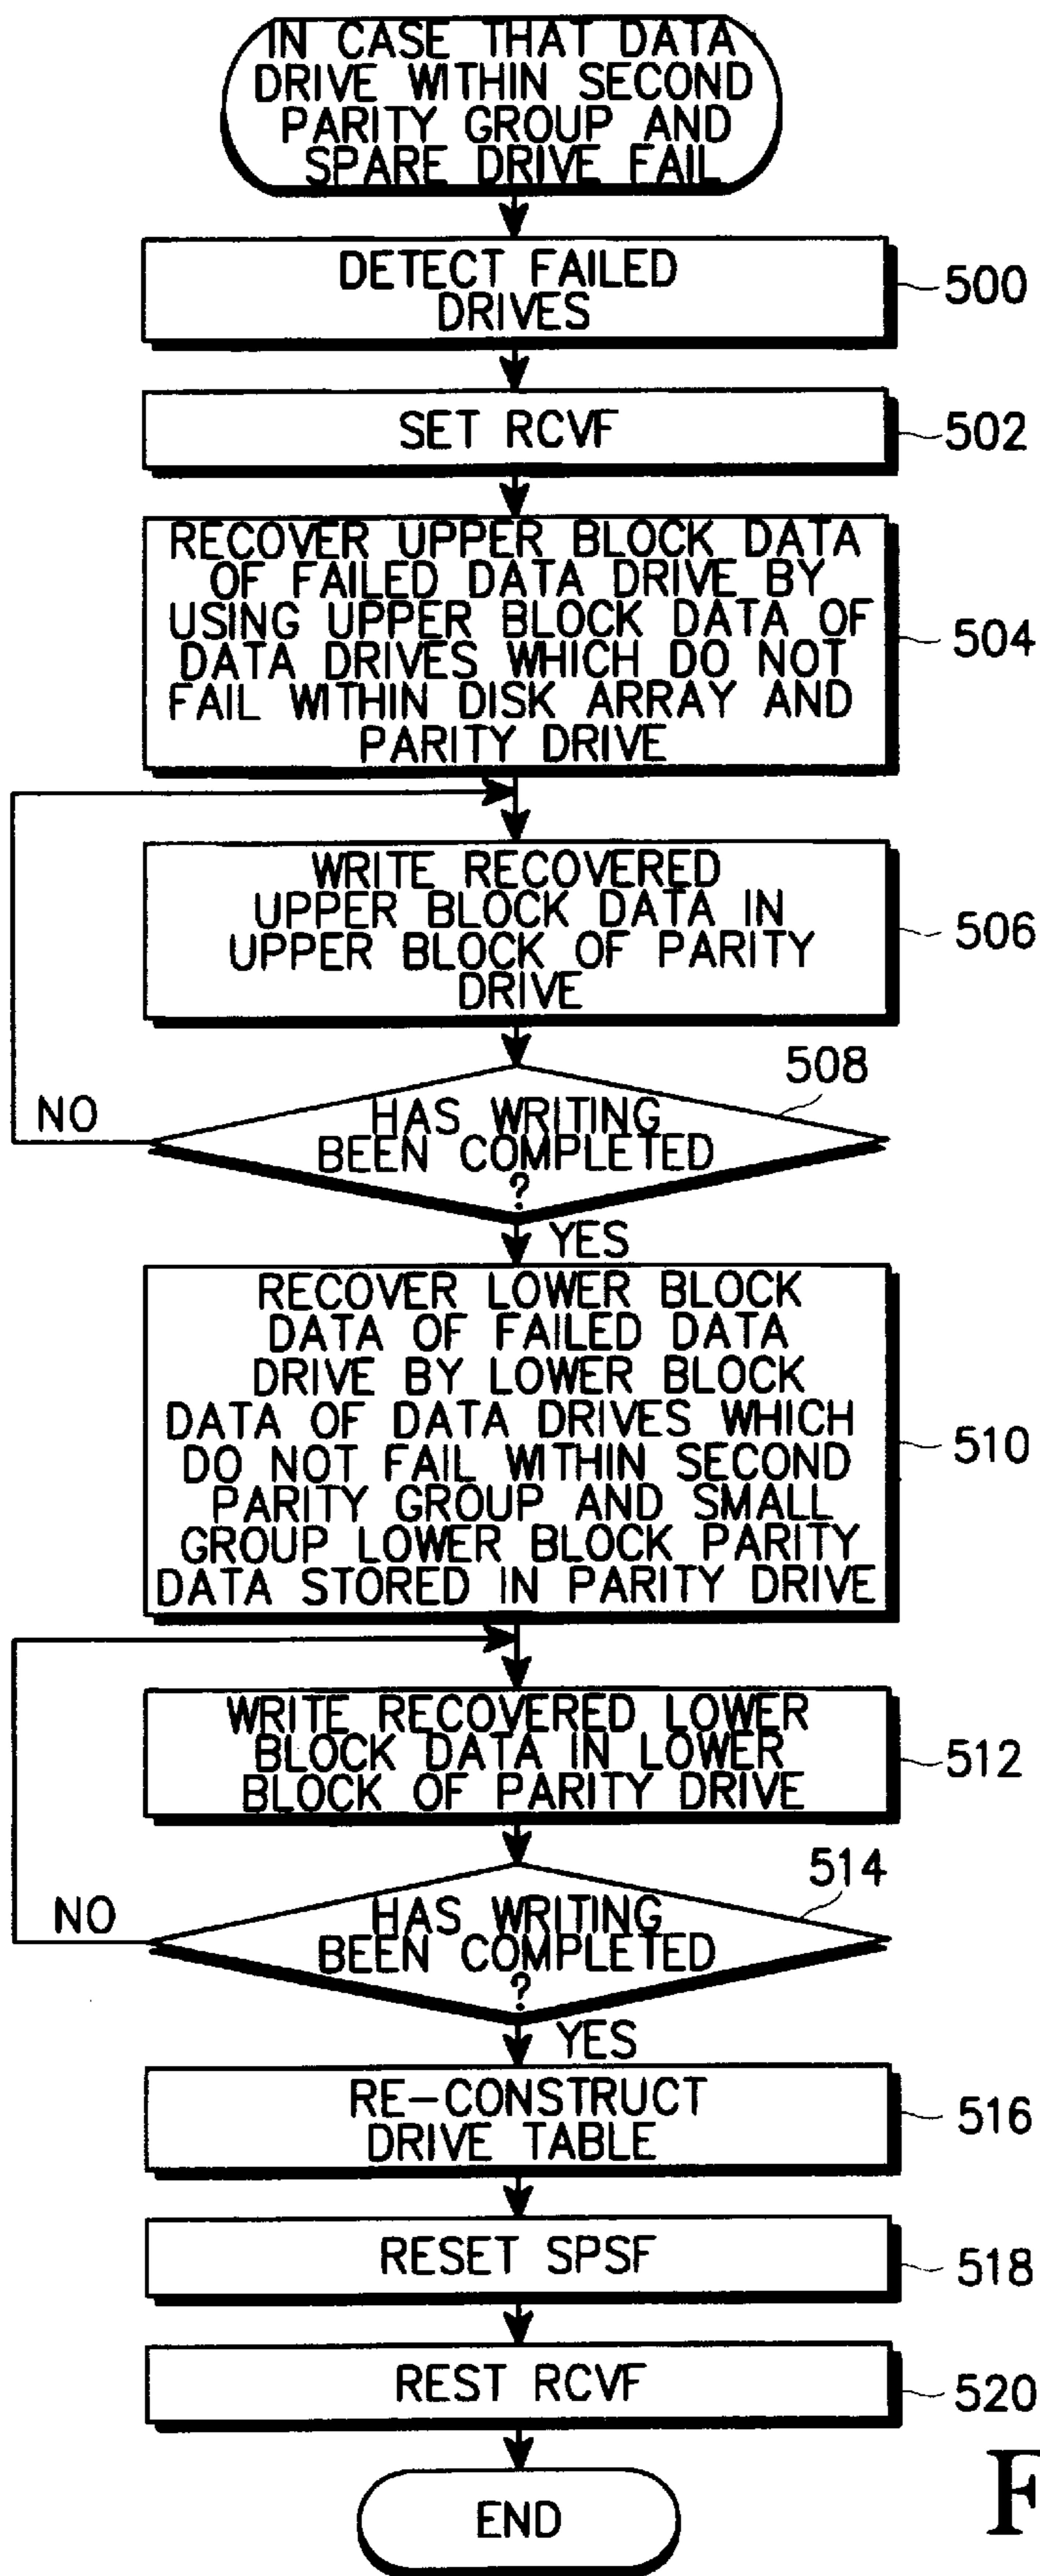 IN CASE THAT DATA
DRIVE WITHIN SECOND
PARITY GROUP AND
SPARE DRIVE FAIL
DETECT FAILED
DRIVES
500
SET RCVF
502
RECOVER UPPER BLOCK DATA
OF FAILED DATA DRIVE BY
USING UPPER BLOCK DATA OF
DATA DRIVES WHICH DO NOT
FAIL WITHIN DISK ARRAY AND
PARITY DRIVE
504
WRITE RECOVERED
UPPER BLOCK DATA IN
UPPER BLOCK OF PARITY
DRIVE
506
508
NO
HAS WRITING
BEEN COMPLETED
?
YES
RECOVER LOWER BLOCK
DATA OF FAILED DATA
DRIVE BY LOWER BLOCK
DATA OF DATA DRIVES WHICH
DO NOT FAIL WITHIN SECOND
PARITY GROUP AND SMALL
GROUP LOWER BLOCK PARITY
DATA STORED IN PARITY DRIVE
510
WRITE RECOVERED LOWER
BLOCK DATA IN LOWER
BLOCK OF PARITY DRIVE
512
514
NO
HAS WRITING
BEEN COMPLETED
?
YES
RE-CONSTRUCT
DRIVE TABLE
516
RESET SPSF
518
REST RCVF
520
END
F